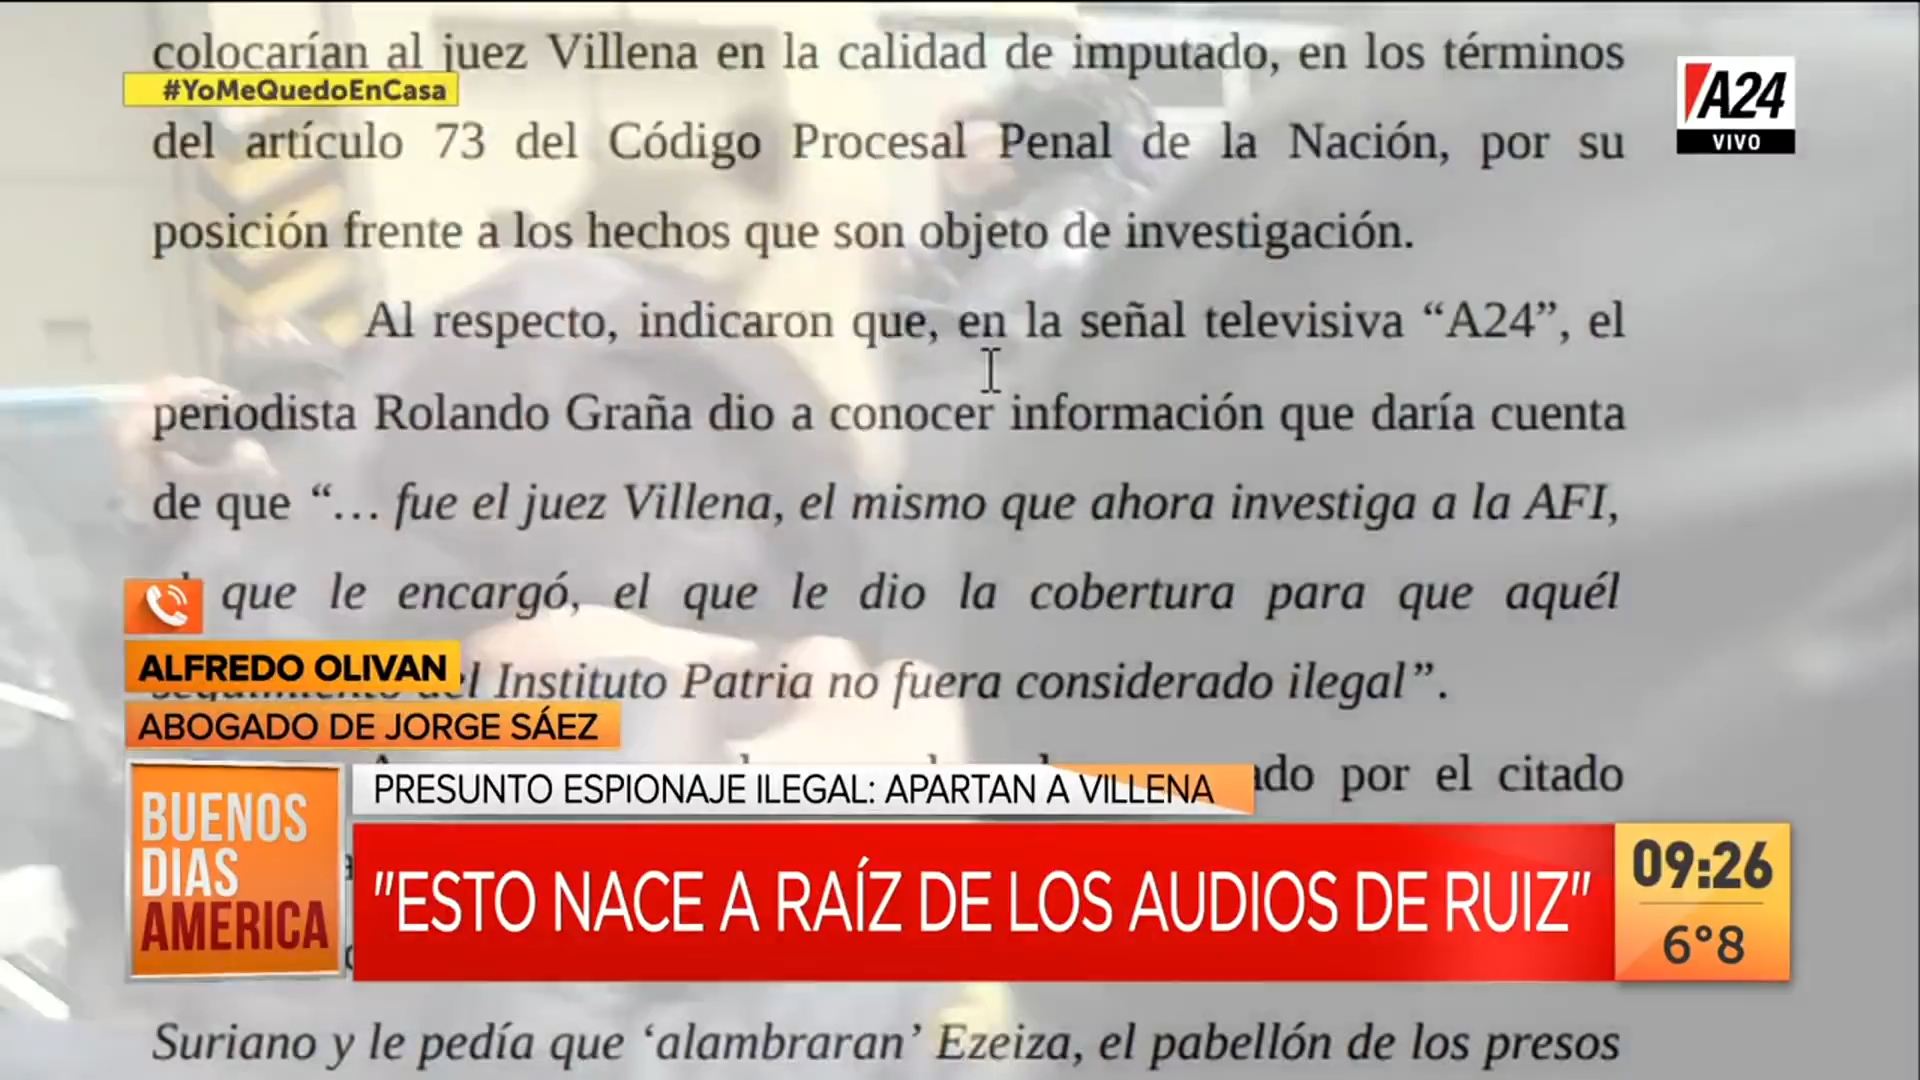 colocarían al juez Villena en la calidad de imputado, en los términos
#YoMeQuedoEnCasa
A24
VIVO
del artículo 73 del Código Procesal Penal de la Nación, por su
posición frente a los hechos que son objeto de investigación.
Al respecto, indicaron que, en la señal televisiva “A24”, el
periodista Rolando Graña dio a conocer información que daría cuenta
de que “… fue el juez Villena, el mismo que ahora investiga a la AFI,
que le encargó, el que le dio la cobertura para que aquél
ALFREDO OLIVAN
Instituto Patria no fuera considerado ilegal”.
ABOGADO DE JORGE SÁEZ
por el citado
PRESUNTO ESPIONAJE ILEGAL: APARTAN A VILLENA
BUENOS
DIAS
AMERICA
"ESTO NACE A RAÍZ DE LOS AUDIOS DE RUIZ"
09:26
6°8
Suriano y le pedía que ‘alambraran’ Ezeiza, el pabellón de los presos